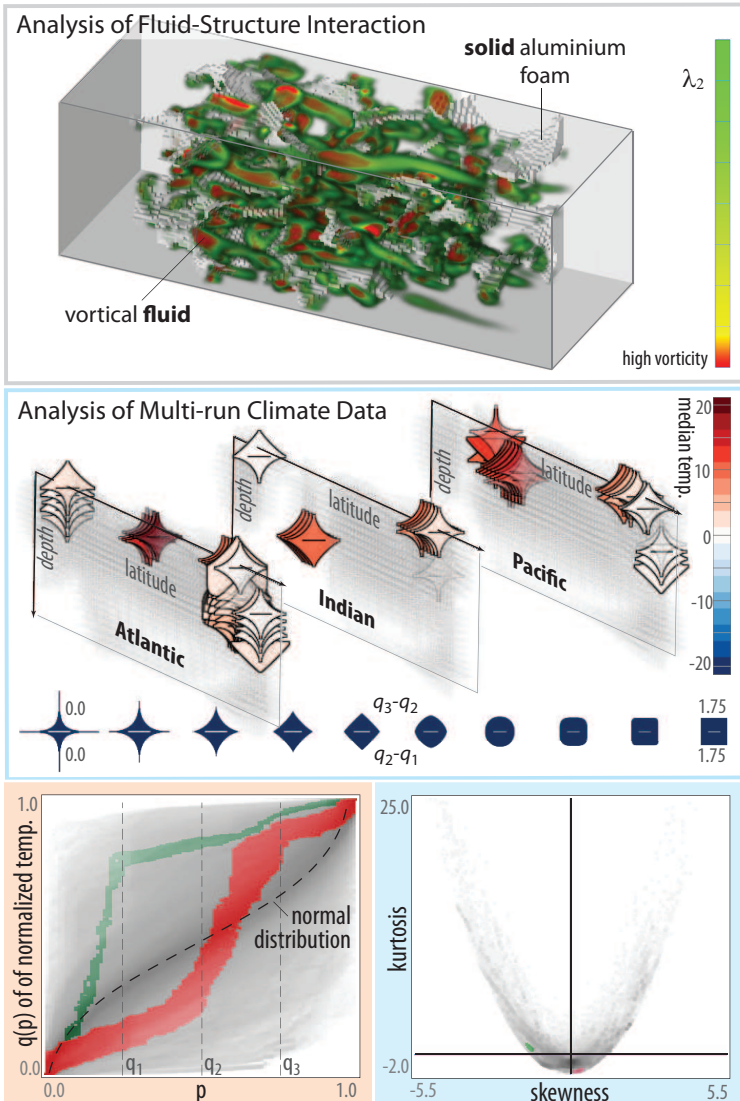 Analysis of Fluid-Structure Interaction
solid aluminium
foam
λ2
vortical fluid
high vorticity
Analysis of Multi-run Climate Data
depth
latitude
Atlantic
depth
latitude
Indian
depth
latitude
Pacific
median temp.
20
10
0
-10
-20
0.0
0.0
q3-q2
q2-q1
1.75
1.75
1.0
q(p) of of normalized temp.
normal
distribution
q1
q2
q3
0.0
0.0
p
1.0
25.0
kurtosis
-2.0
-5.5
skewness
5.5